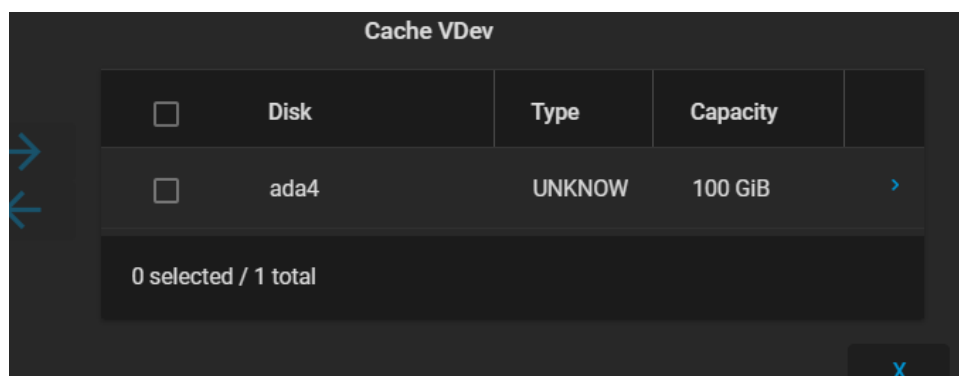 Cache VDev
Disk Type Capacity
ada4 UNKNOW 100 GiB
0 selected / 1 total
X